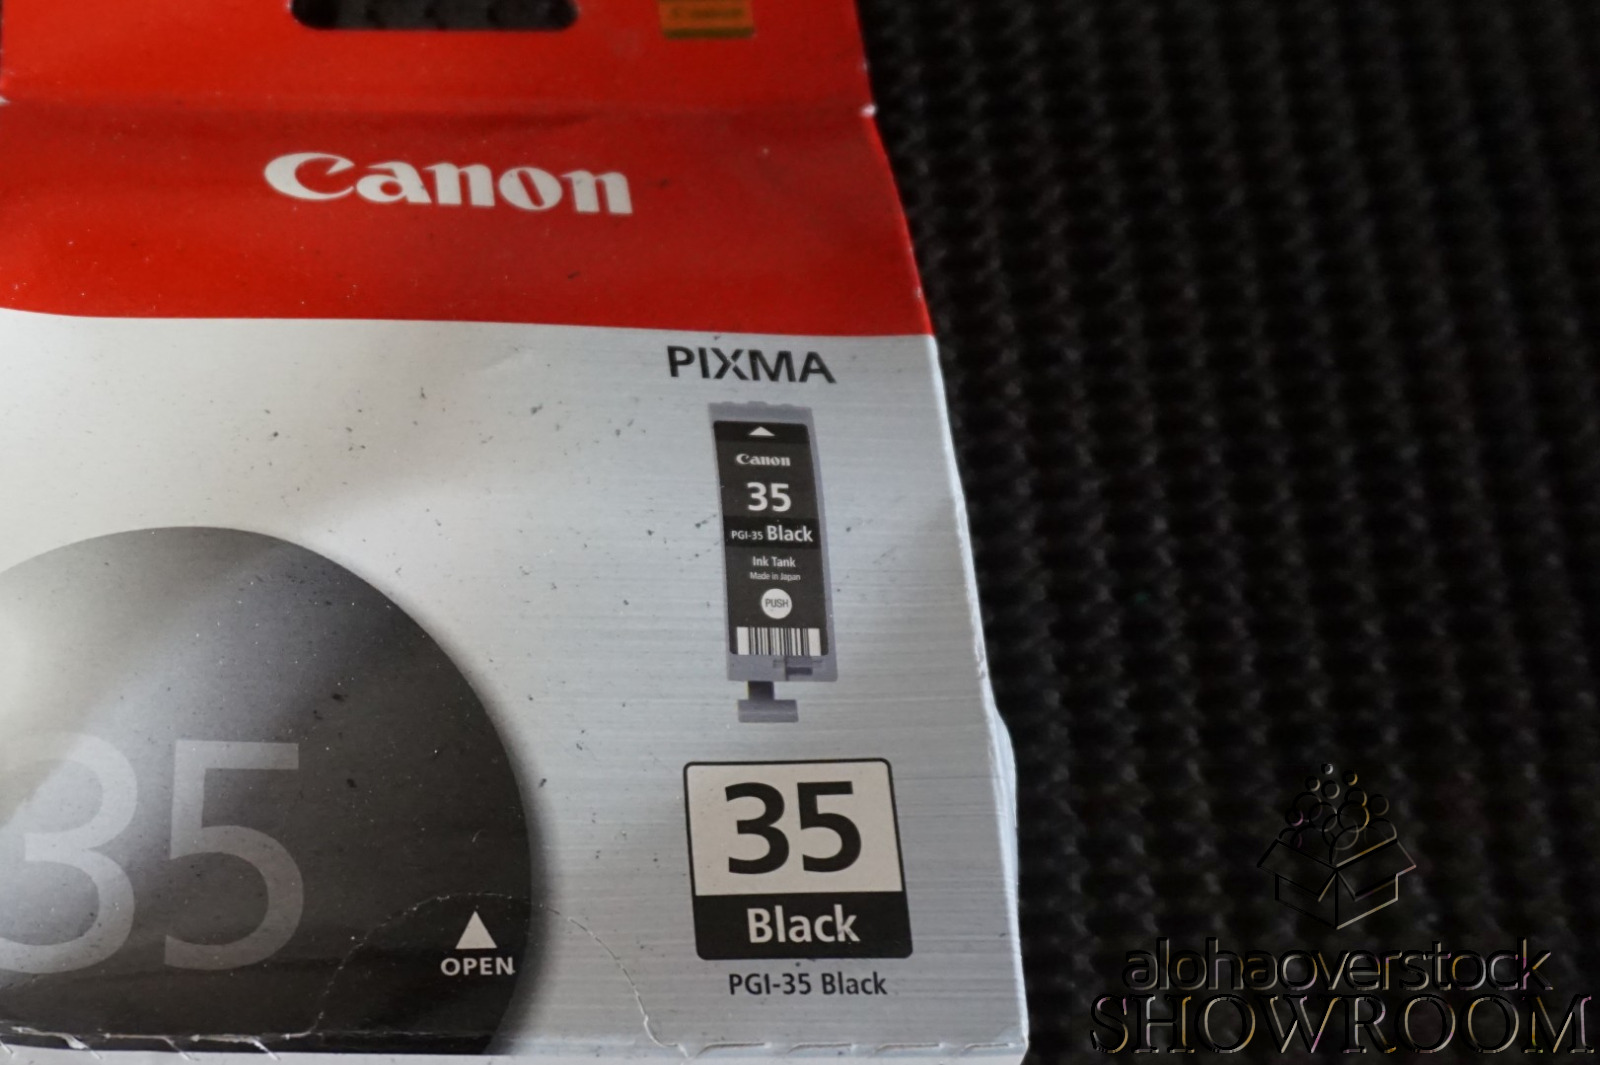 Canon
PIXMA
Canon
35
PGI-35 Black
Ink Tank
Made in Japan
PUSH
35
OPEN
35
Black
PGI-35 Black
alohaoverstock
SHOWROOM